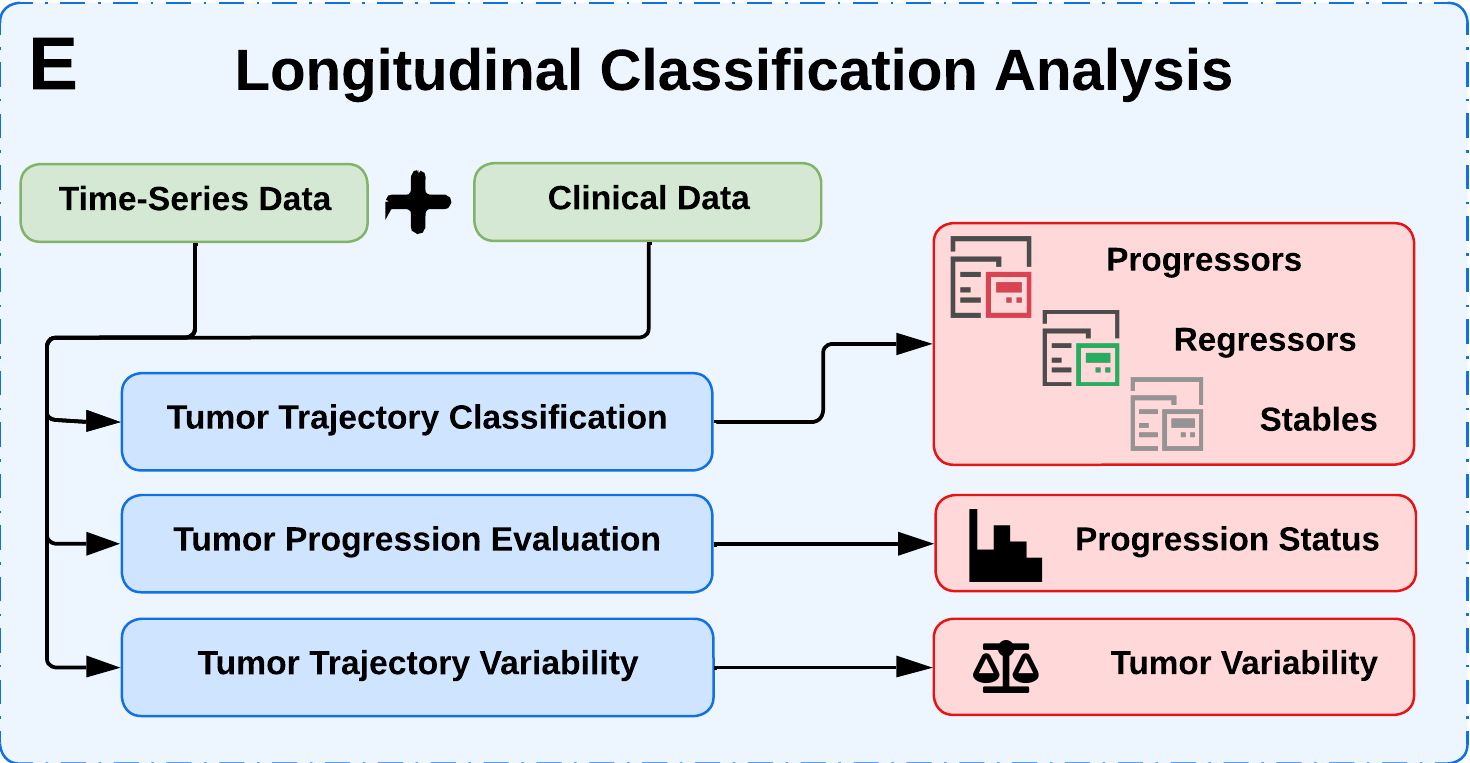 E
Longitudinal Classification Analysis
Time-Series Data
Clinical Data
Progressors
Regressors
Stables
Tumor Trajectory Classification
Tumor Progression Evaluation
Progression Status
Tumor Trajectory Variability
Tumor Variability